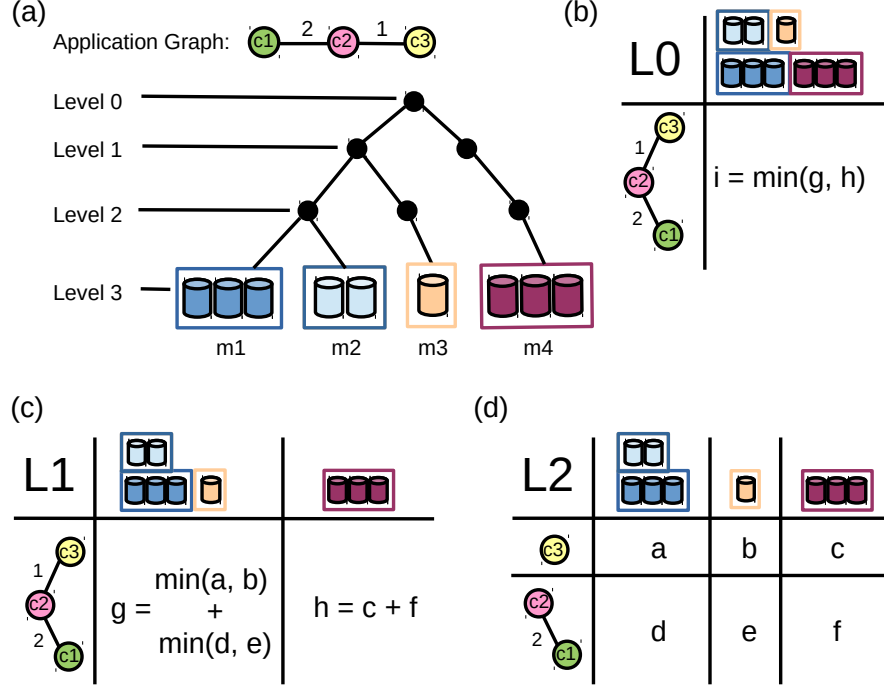 (a)
Application Graph: c1 2 c2 1 c3
Level 0
Level 1
Level 2
Level 3
m1 m2 m3 m4
(b)
L0
c3
1
c2
2
c1
i = min(g, h)
(c)
L1
c3
1
c2
2
c1
g = min(a, b)
+
min(d, e)
h = c + f
(d)
L2
c3
a b c
c2
2
c1
d e f